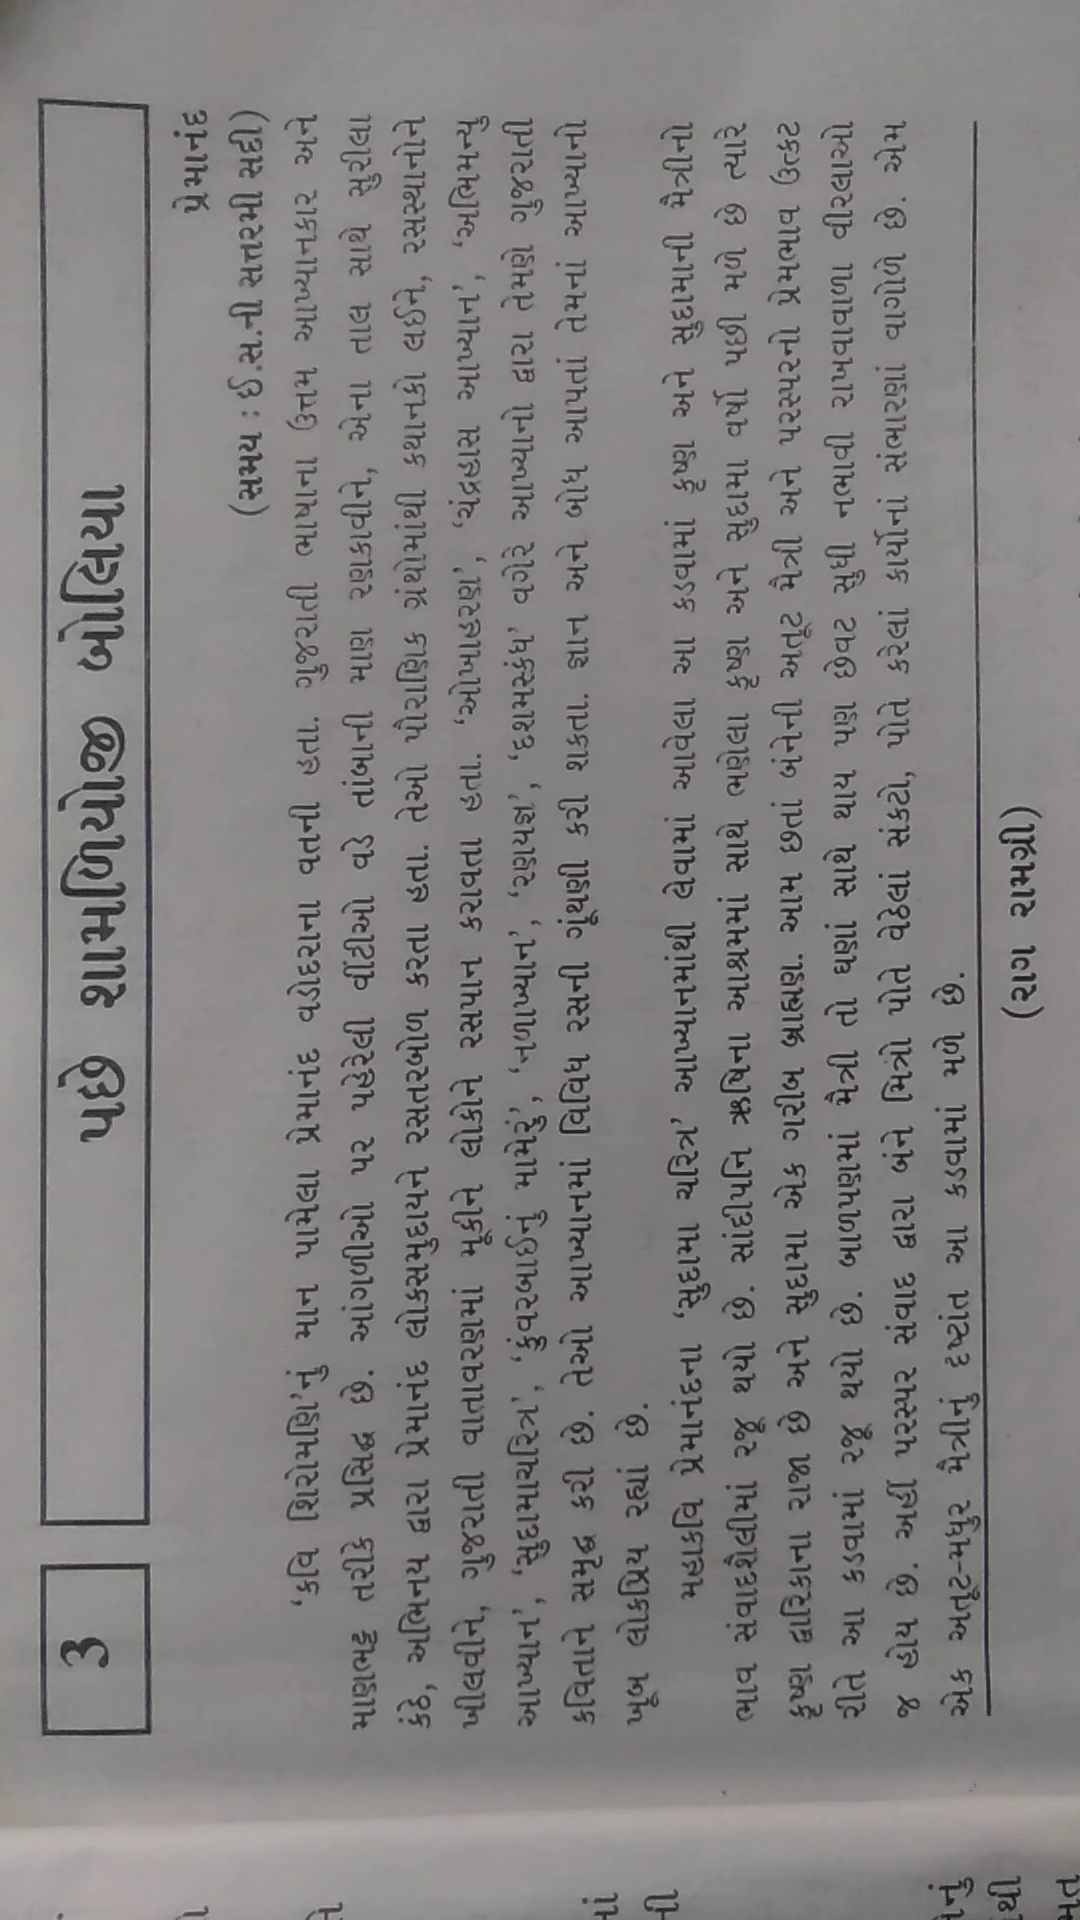 3
પછે શામળિયોજી બોલિયા
પ્રેમાનંદ
(સમય : ઈ.સ.ની સત્તરમી સદી)
'કવિ શિરોમણિ'નું માન પામેલા પ્રેમાનંદ વડોદરાના વતની હતા. ગુજરાતી ભાષાના ઉત્તમ આખ્યાનકાર અને
માણભટ્ટ તરીકે પ્રસિદ્ધ છે. આંગળીઓ પર પહેરેલી વીંટીઓ વડે તાંબાની માણ રણકાવીને, એના તાલ સાથે સુરીલા
કંઠે, અભિનય દ્વારા પ્રેમાનંદ લોકસમુદાયને રસતરબોળ કરતા હતા. તેઓ પૌરાણિક ગ્રંથોમાંથી કથાનકો લઈને, રસસ્થાનોને
ખીલવીને, ગુજરાતી વાતાવરણમાં મૂકીને લોકોને રસપાન કરાવતા હતા. 'ઓખાહરણ', 'ચંદ્રહાસ આખ્યાન', 'અભિમન્યુ
આખ્યાન', 'સુદામાચરિત્ર', 'કુંવરબાઈનું મામેરું', 'નળાખ્યાન', 'રણયજ્ઞ', 'દશમસ્કંધ' વગેરે આખ્યાનો દ્વારા તેમણે ગુજરાતી
કવિતાને સમૃદ્ધ કરી છે. તેઓ આખ્યાનમાં વિવિધ રસની ગૂંથણી કરી શકતા. જ્ઞાન અને બોધ આપતાં તેમનાં આખ્યાનો
ખૂબ લોકપ્રિય રહ્યાં છે.
મહાકવિ પ્રેમાનંદના 'સુદામા ચરિત્ર' આખ્યાનમાંથી લેવામાં આવેલા આ કડવામાં કૃષ્ણ અને સુદામાની મૈત્રીનો
ભાવ સંવાદશૈલીમાં રજૂ થયો છે. સાંદીપનિ ઋષિના આશ્રમમાં સાથે ભણેલા કૃષ્ણ અને સુદામા વર્ષો પછી મળે છે ત્યારે
કૃષ્ણ દ્વારિકાના રાજા છે અને સુદામા એક ગરીબ બ્રાહ્મણ. આમ છતાં બંનેની અતૂટ મૈત્રી અને પરસ્પરનો પ્રેમભાવ ઉત્કટ
રીતે આ કડવામાં રજૂ થયો છે. બાળપણમાં મૈત્રી તો ઘણાં સાથે થાય પણ છેવટ સુધી નભાવી રાખવાવાળા વીરલાઓ
જ હોય છે. અહીં પરસ્પર સંવાદ દ્વારા બંને મિત્રો પોતે વેઠેલાં સંકટો, પોતે કરેલાં કાર્યોનાં સંભારણાં વાગોળે છે. એમ
એક અતૂટ-મધુર મૈત્રીનું દૃષ્ટાંત આ કડવામાં મળે છે.
(રાગ રામગ્રી)